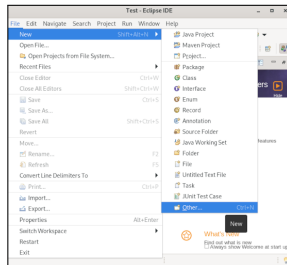 Test - Eclipse IDE
File Edit Navigate Search Project Run Window Help
New Shift+Alt+N
Open File...
Open Projects from File System...
Recent Files
Close Editor Ctrl+W
Close All Editors Shift+Ctrl+W
Save Ctrl+S
Save As...
Save All Shift+Ctrl+S
Revert
Move...
Rename... F2
Refresh F5
Convert Line Delimiters To
Print... Ctrl+P
Import...
Export...
Properties Alt+Enter
Switch Workspace
Restart
Exit
Java Project
Maven Project
Project...
Package
Class
Interface
Enum
Record
Annotation
Source Folder
Java Working Set
Folder
File
Untitled Text File
Task
JUnit Test Case
Other... Ctrl+N
New
Hide
features
What's New
Find out what is new
Always show Welcome at start up